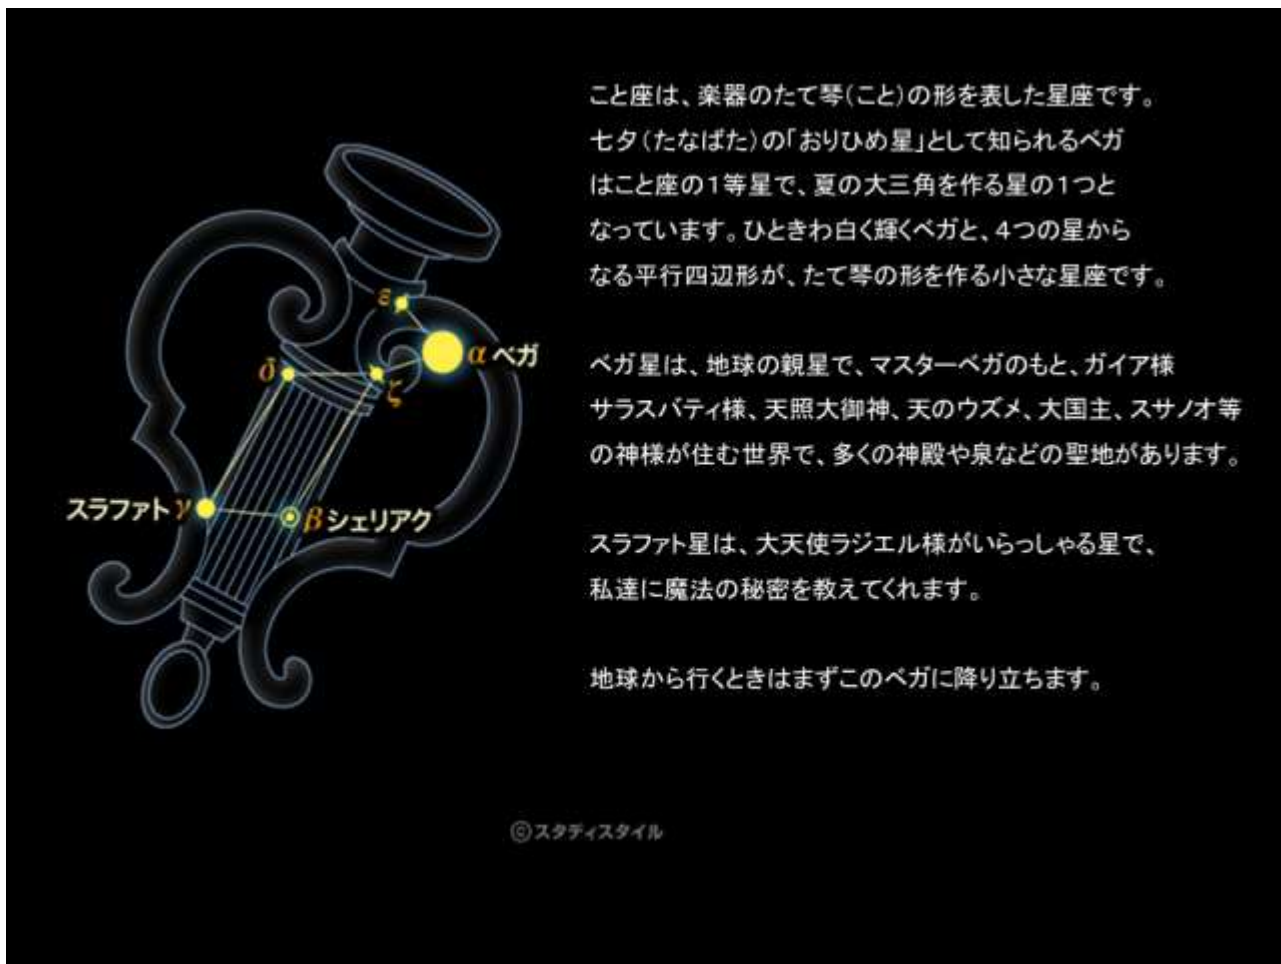 こと座は、楽器のたて琴(こと)の形を表した星座です。
七夕(たなばた)の「おりひめ星」として知られるベガ
はこと座の1等星で、夏の大三角を作る星の1つと
なっています。ひときわ白く輝くベガと、4つの星から
なる平行四辺形が、たて琴の形を作る小さな星座です。
ベガ星は、地球の親星で、マスターベガのもと、ガイア様
サラスバティ様、天照大御神、天のウズメ、大国主、スサノオ等
の神様が住む世界で、多くの神殿や泉などの聖地があります。
スラファト星は、大天使ラジエル様がいらっしゃる星で、
私達に魔法の秘密を教えてくれます。
地球から行くときはまずこのベガに降り立ちます。
ε
α ベガ
δ
ζ
スラファト γ
β シェリアク
©スタディスタイル